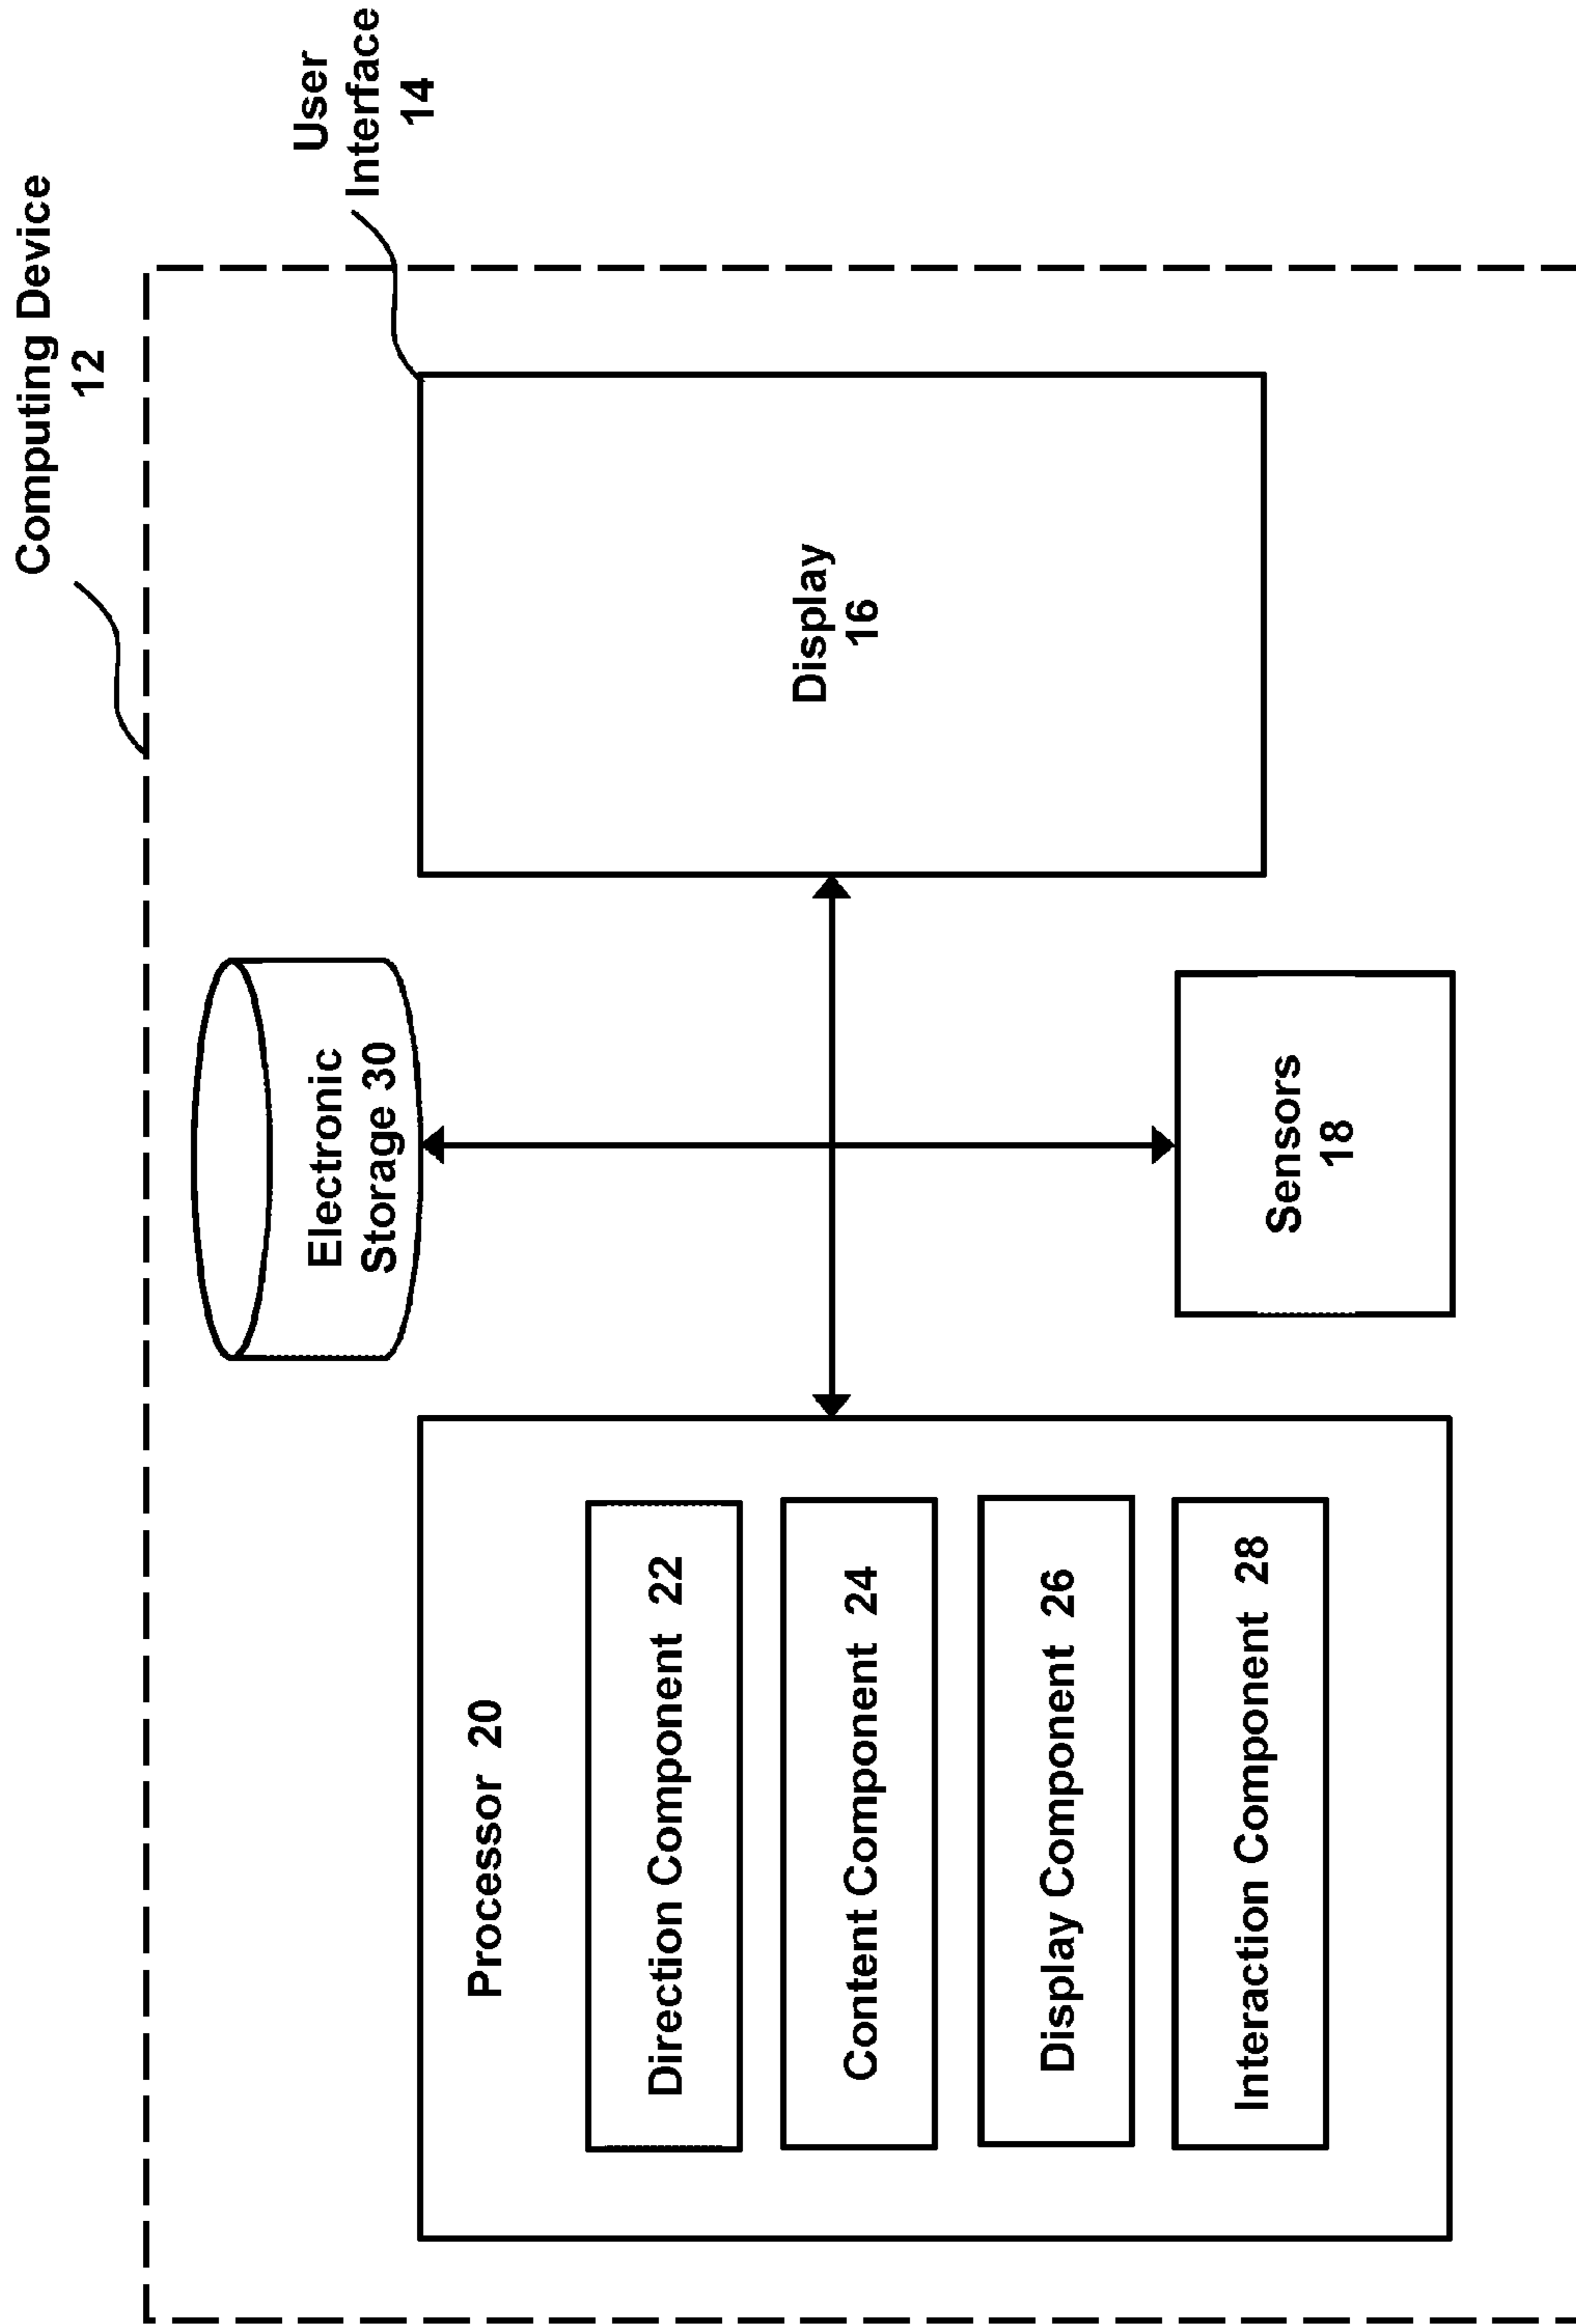 Computing Device
12
User
Interface
14
Electronic
Storage 30
Processor 20
Direction Component 22
Content Component 24
Display Component 26
Interaction Component 28
Display
16
Sensors
18